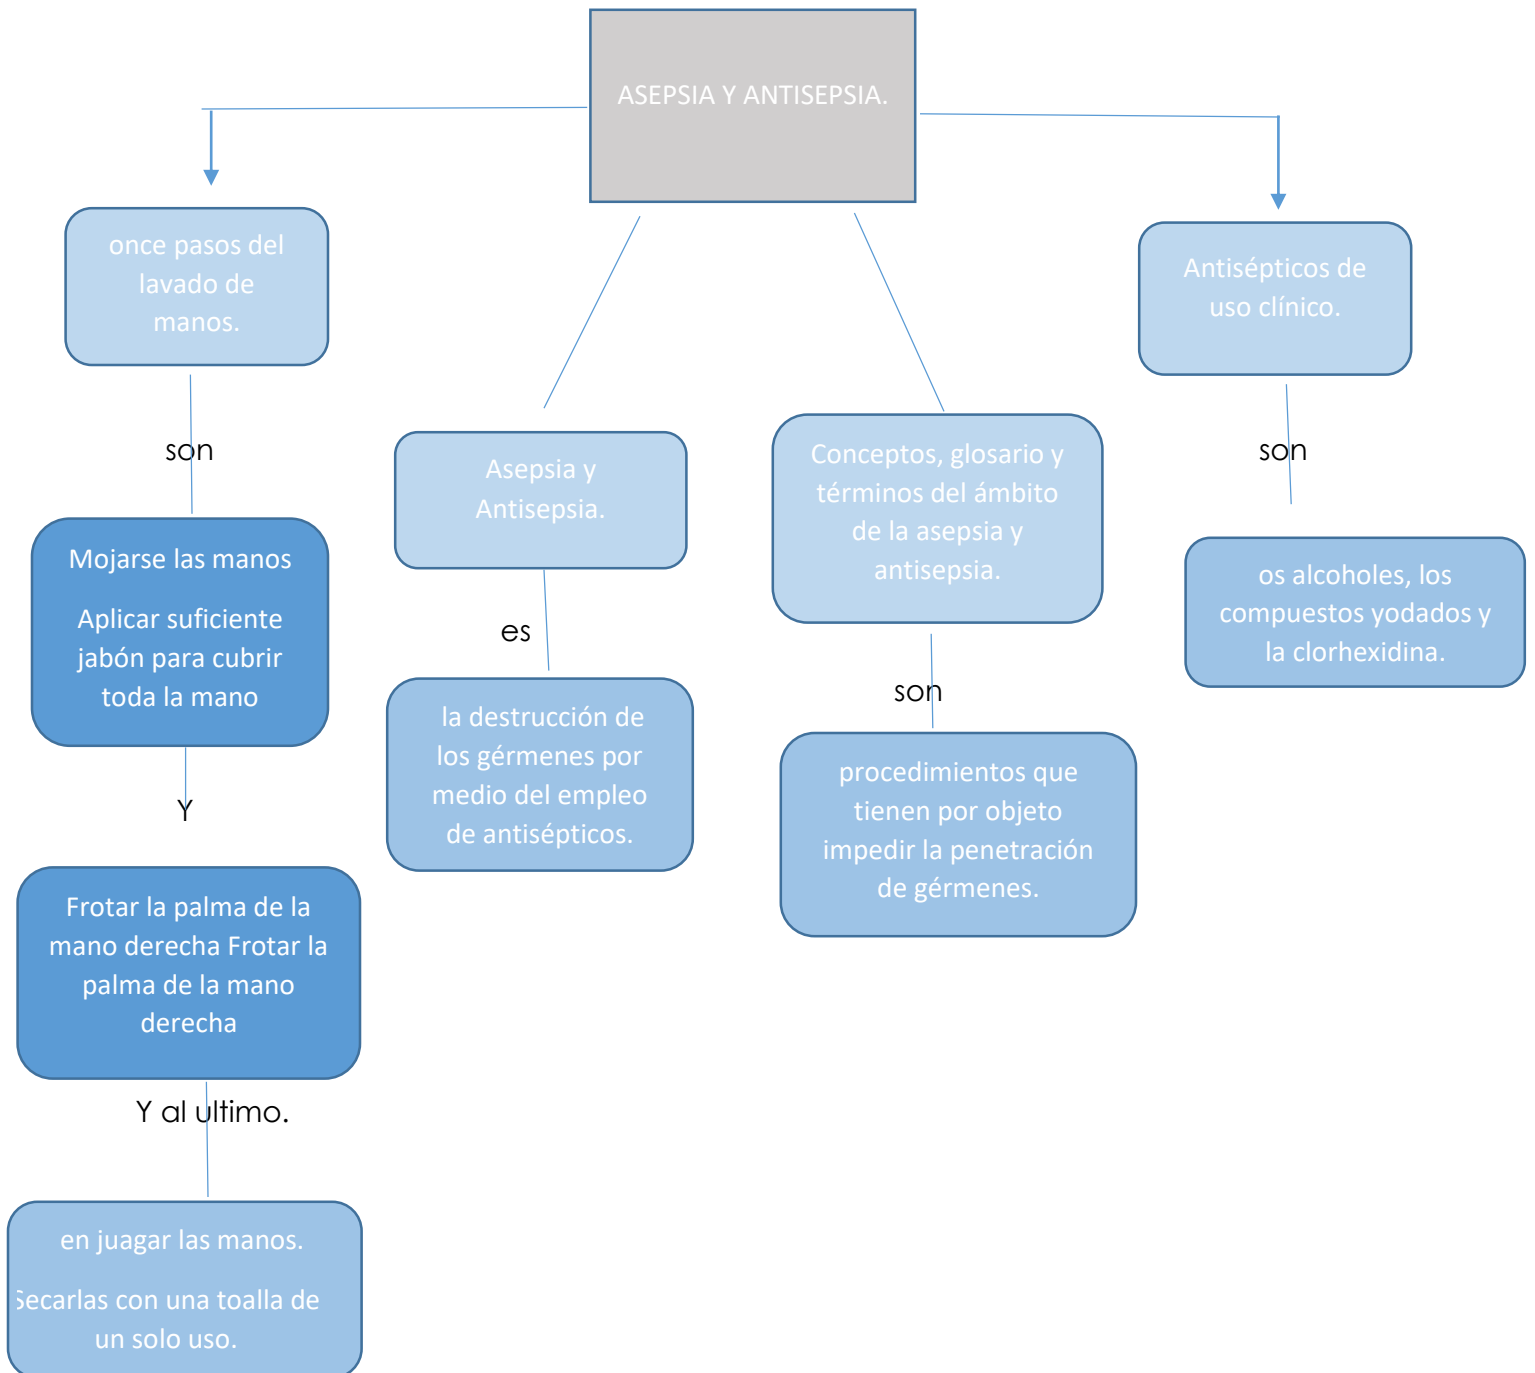 ASEPSIA Y ANTISEPSIA.
once pasos del
lavado de
manos.
son
Mojarse las manos
Aplicar suficiente
jabón para cubrir
toda la mano
Y
Frotar la palma de la
mano derecha Frotar la
palma de la mano
derecha
Y al ultimo.
en juagar las manos.
Secarlas con una toalla de
un solo uso.
Asepsia y
Antisepsia.
es
la destrucción de
los gérmenes por
medio del empleo
de antisépticos.
Conceptos, glosario y
términos del ámbito
de la asepsia y
antisepsia.
son
procedimientos que
tienen por objeto
impedir la penetración
de gérmenes.
Antisépticos de
uso clínico.
son
os alcoholes, los
compuestos yodados y
la clorhexidina.